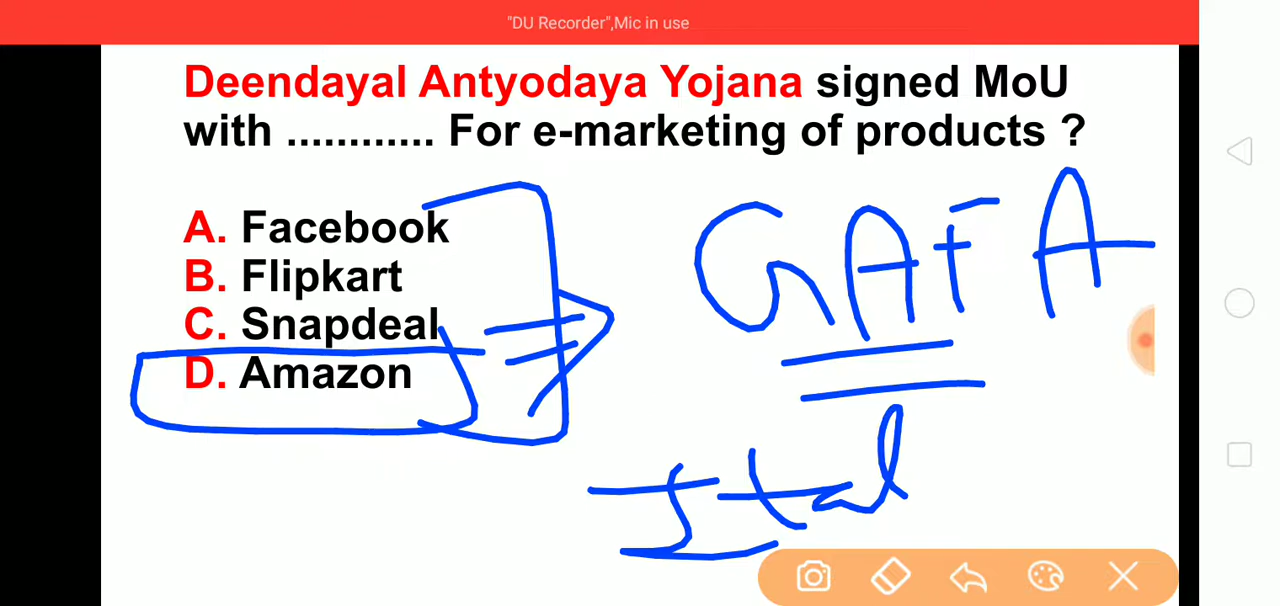 "DU Recorder",Mic in use
Deendayal Antyodaya Yojana signed MoU
with ............ For e-marketing of products ?
A. Facebook
B. Flipkart
C. Snapdeal
D. Amazon
GAFA
Ital